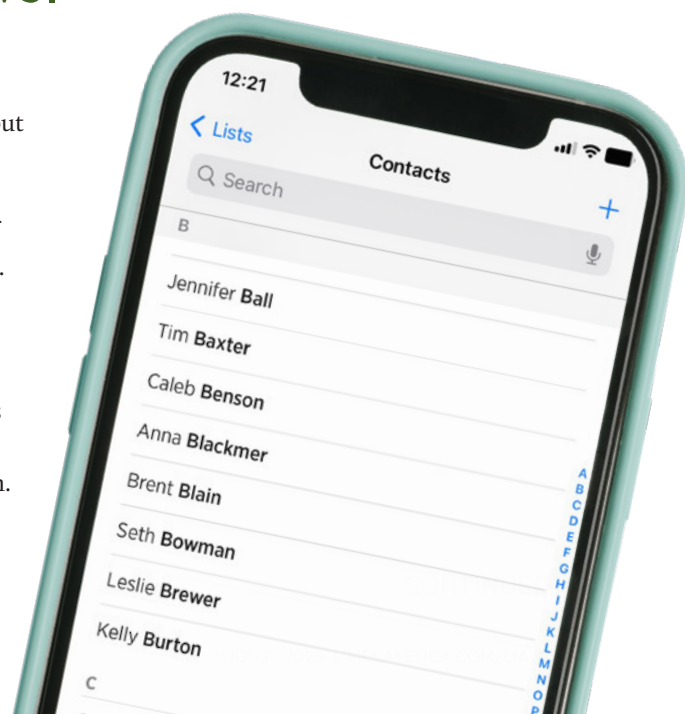 out
12:21
Lists
Contacts
Search
B
Jennifer Ball
Tim Baxter
Caleb Benson
Anna Blackmer
Brent Blain
Seth Bowman
Leslie Brewer
Kelly Burton
C
A
B
C
D
E
F
G
H
I
J
K
L
M
N
O
P